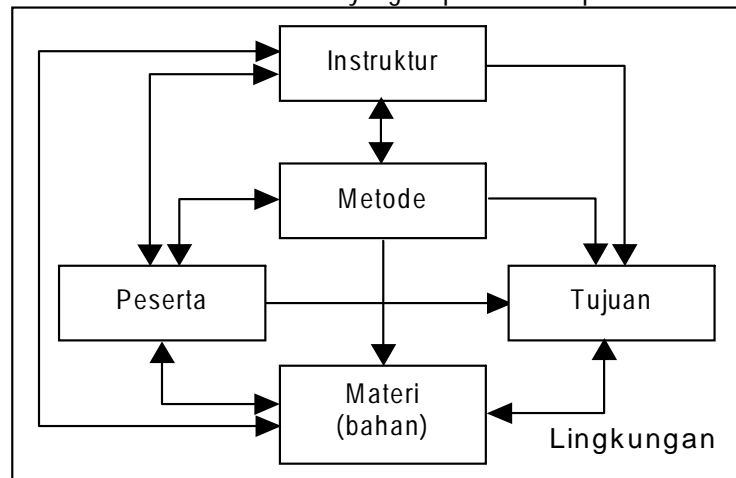 Instruktur
Metode
Peserta
Tujuan
Materi
(bahan)
Lingkungan